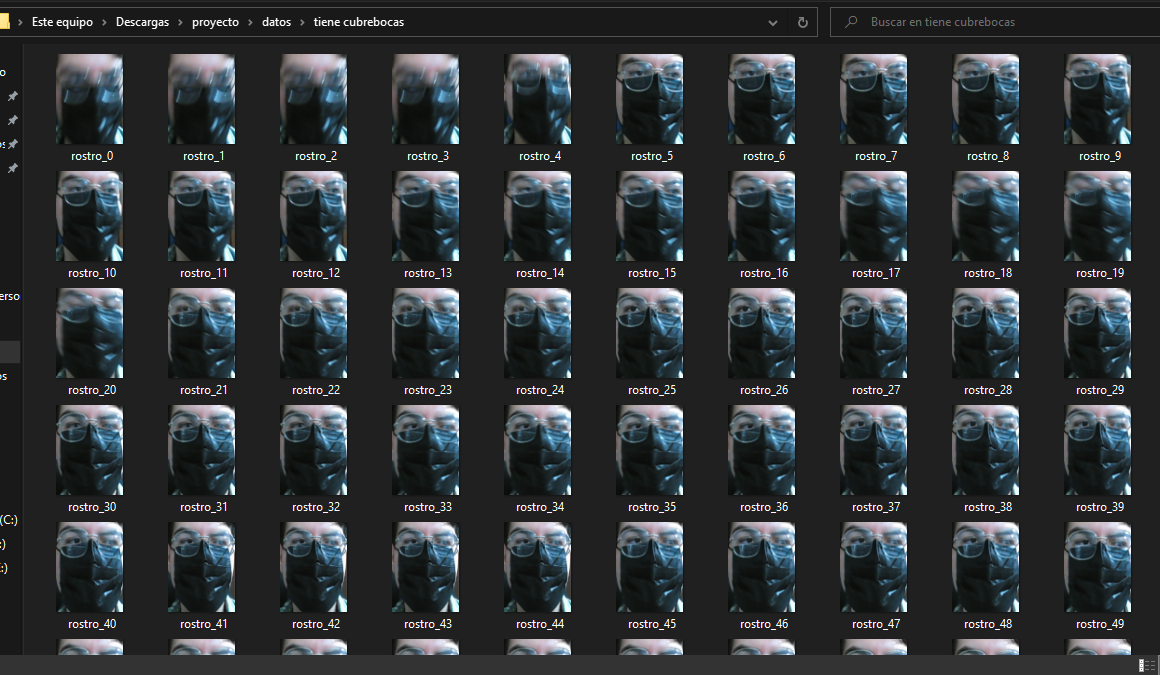 Este equipo > Descargas > proyecto > datos > tiene cubrebocas
Buscar en tiene cubrebocas
rostro_0 rostro_1 rostro_2 rostro_3 rostro_4 rostro_5 rostro_6 rostro_7 rostro_8 rostro_9
rostro_10 rostro_11 rostro_12 rostro_13 rostro_14 rostro_15 rostro_16 rostro_17 rostro_18 rostro_19
erso
rostro_20 rostro_21 rostro_22 rostro_23 rostro_24 rostro_25 rostro_26 rostro_27 rostro_28 rostro_29
rostro_30 rostro_31 rostro_32 rostro_33 rostro_34 rostro_35 rostro_36 rostro_37 rostro_38 rostro_39
(C:)
:)
:)
rostro_40 rostro_41 rostro_42 rostro_43 rostro_44 rostro_45 rostro_46 rostro_47 rostro_48 rostro_49